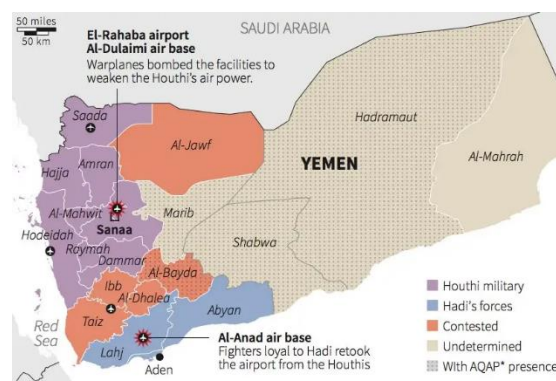 50 miles
50 km
SAUDI ARABIA
El-Rahaba airport
Al-Dulaimi air base
Warplanes bombed the facilities to
weaken the Houthi's air power.
Saada
Al-Jawf
Hadramaut
Al-Mahrah
Amran
Hajja
YEMEN
Al-Mahwit
Sanaa
Marib
Hodeidah
Raymah
Dammar
Shabwa
Al-Bayda
Ibb
Al-Dhalea
Taiz
Abyan
Lahj
Red
Sea
Aden
Al-Anad air base
Fighters loyal to Hadi retook
the airport from the Houthis
Houthi military
Hadi's forces
Contested
Undetermined
With AQAP* presence